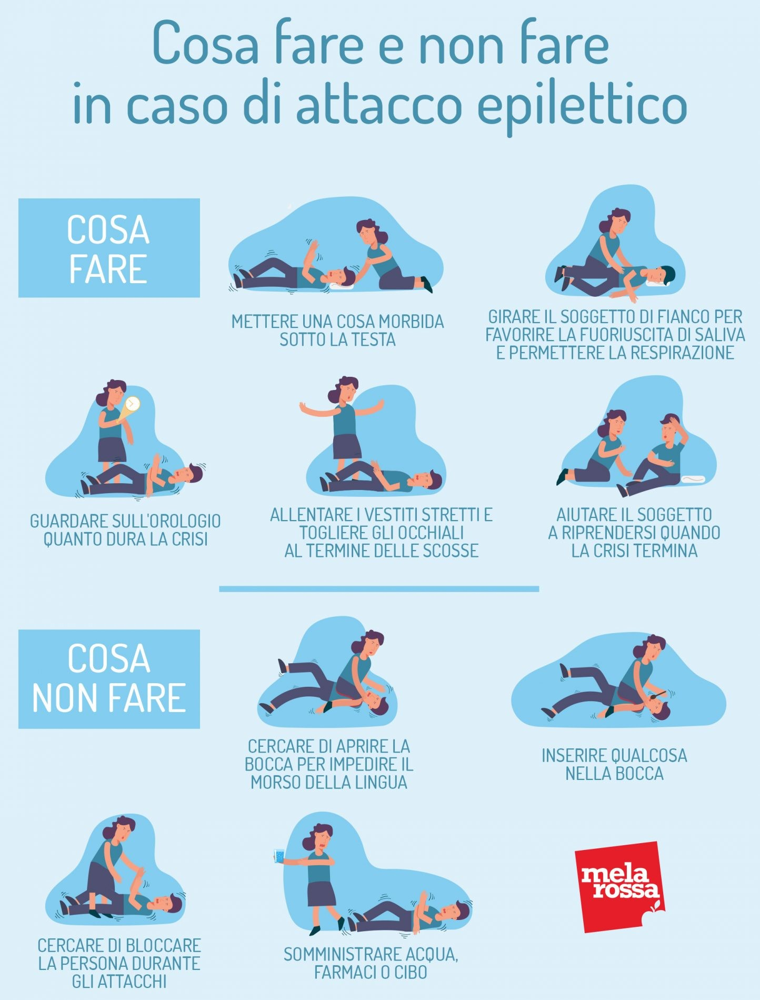 Cosa fare e non fare
in caso di attacco epilettico
COSA
FARE
METTERE UNA COSA MORBIDA
SOTTO LA TESTA
GIRARE IL SOGGETTO DI FIANCO PER
FAVORIRE LA FUORIUSCITA DI SALIVA
E PERMETTERE LA RESPIRAZIONE
GUARDARE SULL'OROLOGIO
QUANTO DURA LA CRISI
ALLENTARE I VESTITI STRETTI E
TOGLIERE GLI OCCHIALI
AL TERMINE DELLE SCOSSE
AIUTARE IL SOGGETTO
A RIPRENDERSI QUANDO
LA CRISI TERMINA
COSA
NON FARE
CERCARE DI APRIRE LA
BOCCA PER IMPEDIRE IL
MORSO DELLA LINGUA
INSERIRE QUALCOSA
NELLA BOCCA
CERCARE DI BLOCCARE
LA PERSONA DURANTE
GLI ATTACCHI
SOMMINISTRARE ACQUA,
FARMACI O CIBO
mela
rossa